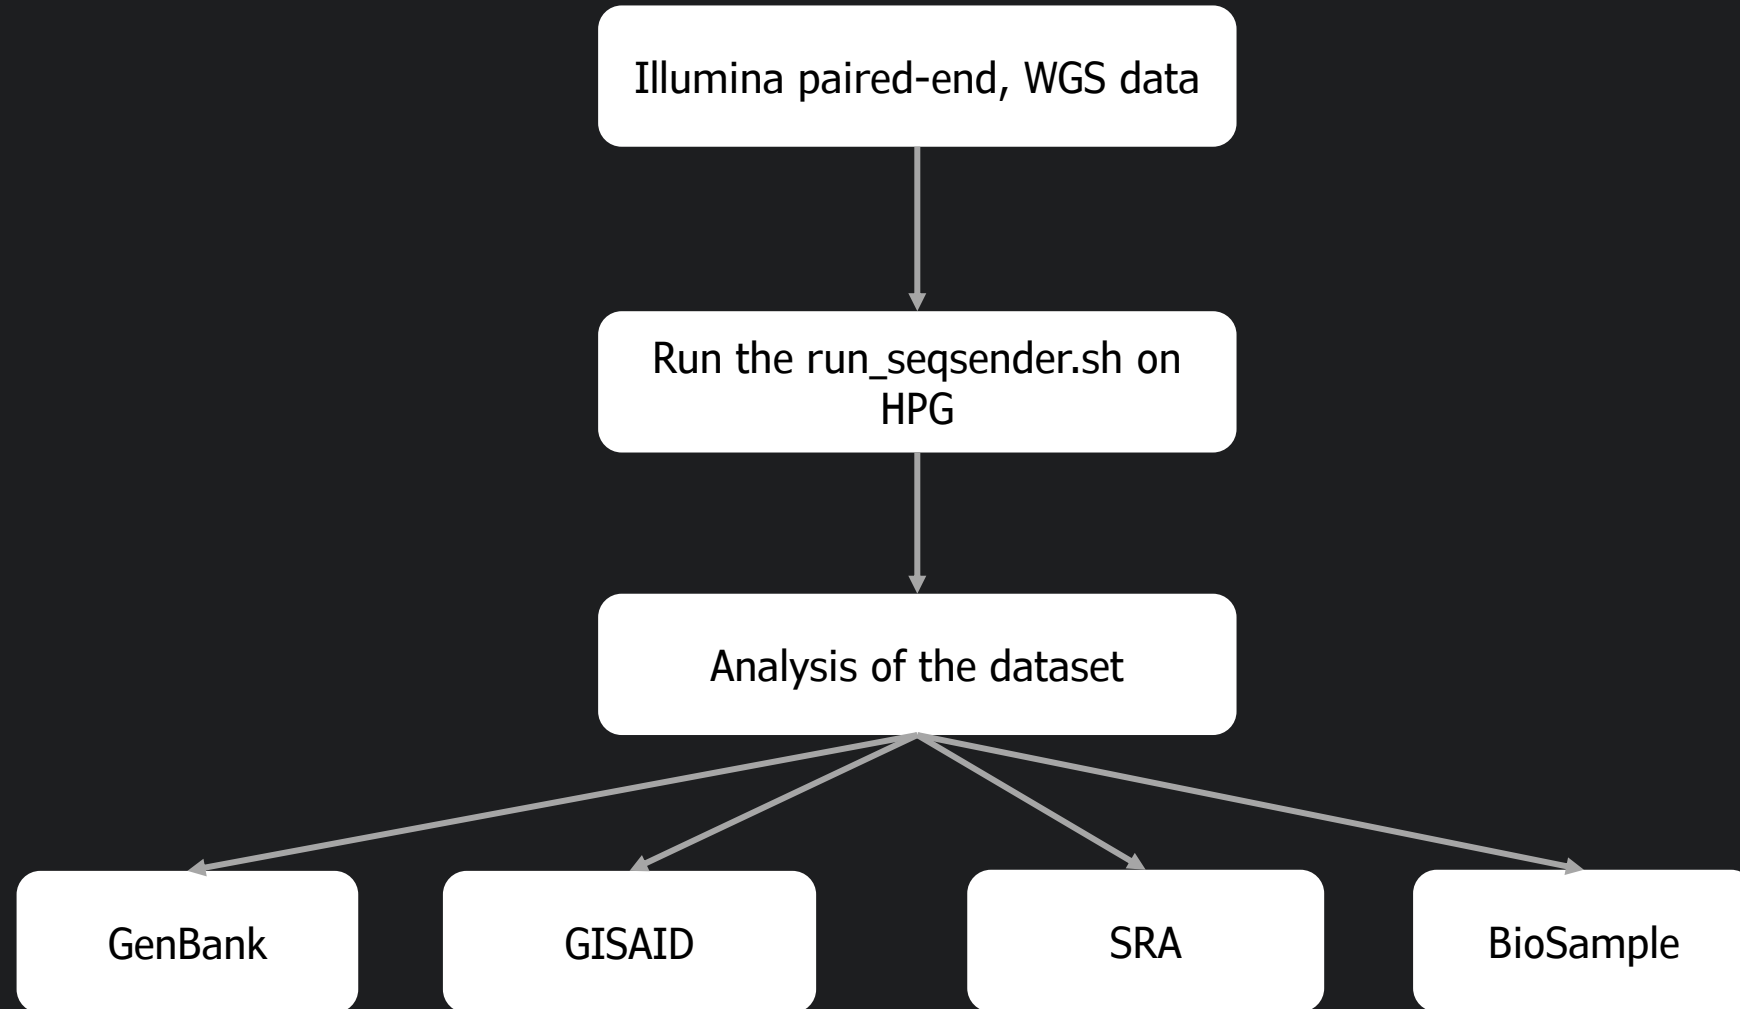 Illumina paired-end, WGS data
Run the run_seqsender.sh on
HPG
Analysis of the dataset
GenBank
GISAID
SRA
BioSample